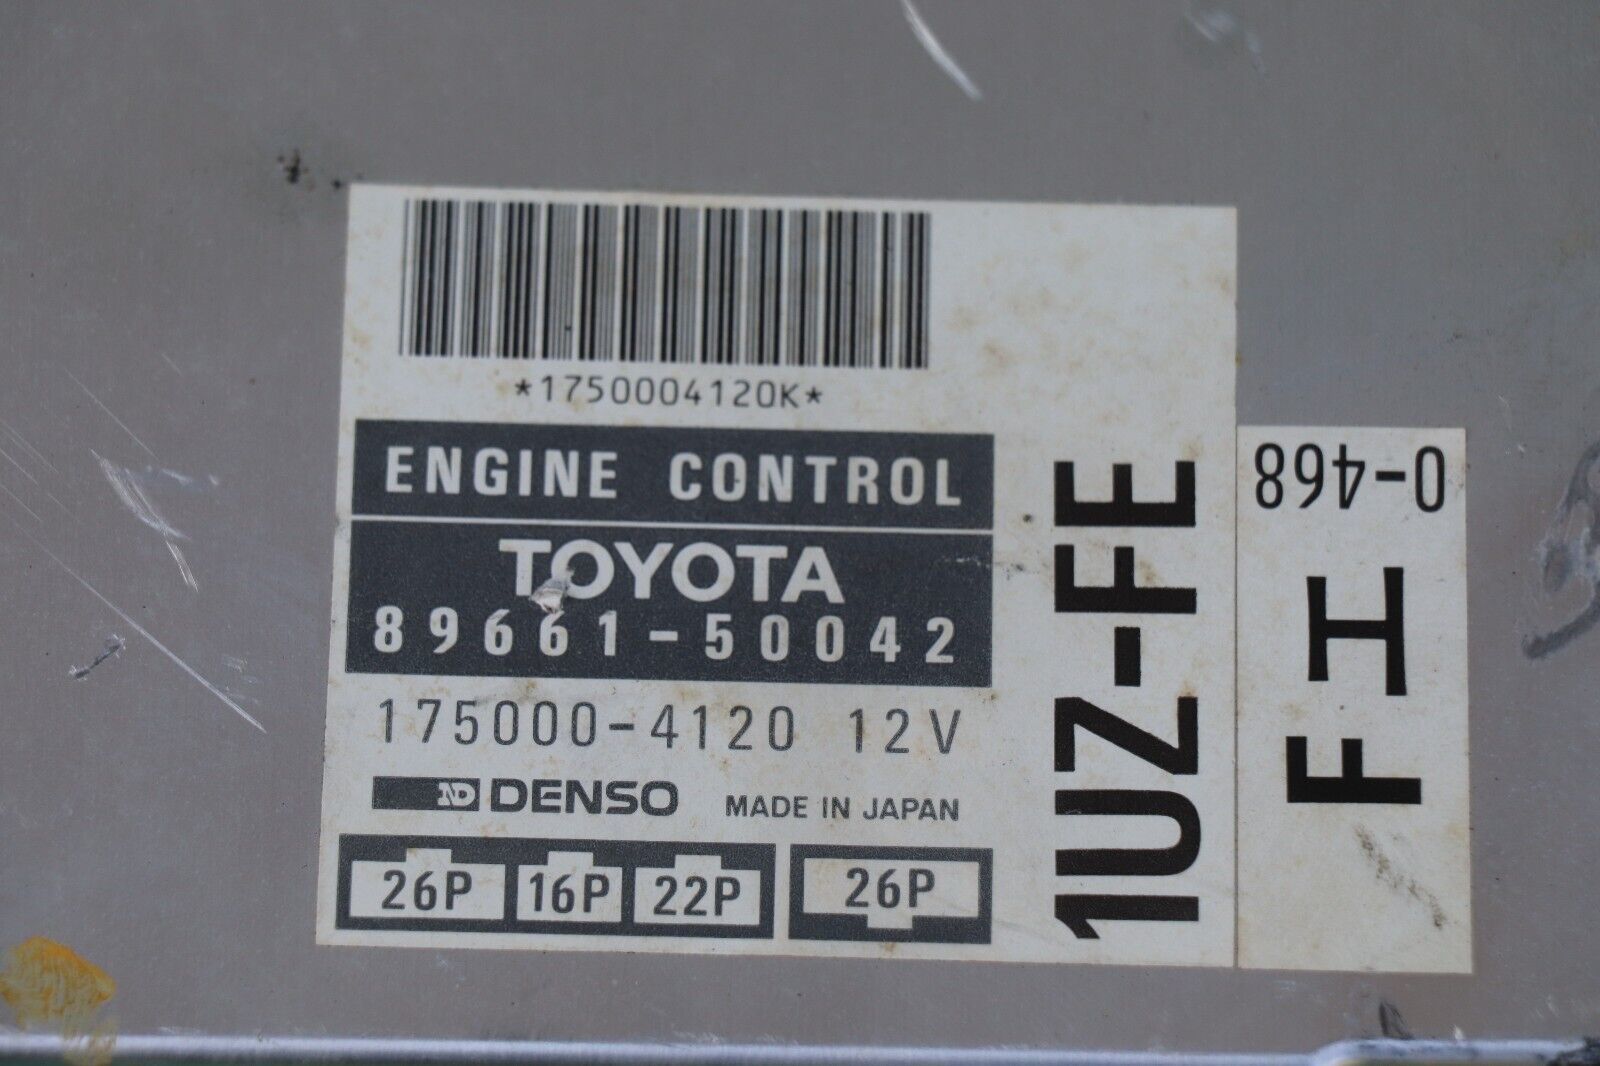 *1750004120K*
ENGINE CONTROL
TOYOTA
89661-50042
175000-4120 12V
ND DENSO MADE IN JAPAN
26P 16P 22P 26P
1UZ-FE
0-468
FH